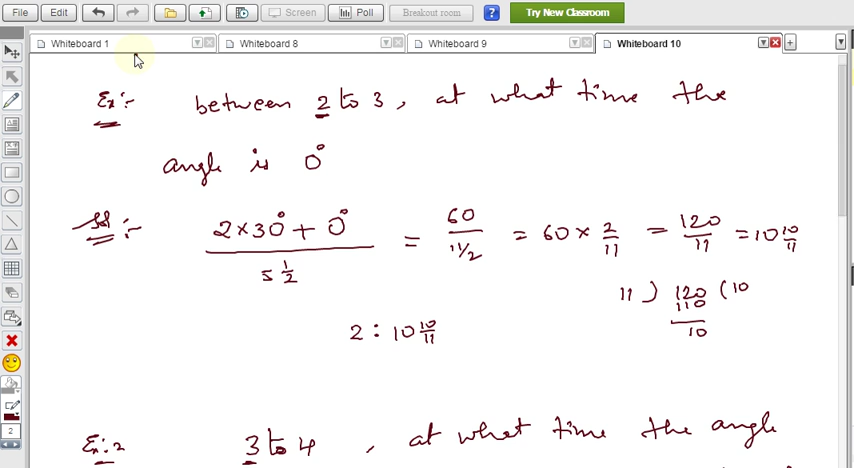 File Edit Screen Poll Breakout room ? Try New Classroom
Whiteboard 1 Whiteboard 8 Whiteboard 9 Whiteboard 10
Ex:- between 2 to 3, at what time the
angle is 0°
Sol:- (2×30° + 0°)/(5 1/2) = 60/(11/2) = 60 × 2/11 = 120/11 = 10 10/11
11 ) 120 ( 10
110
10
2 : 10 10/11
Ex:2 3 to 4 , at what time the angle
2